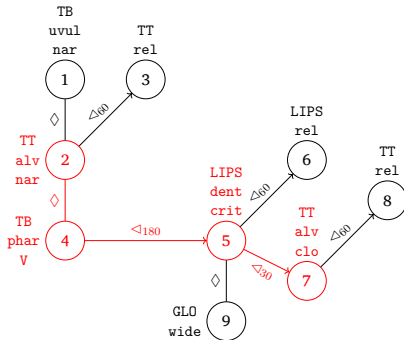 TB
uvul
nar
1
TT
rel
3
◇
◁60
TT
alv
nar
2
◇
LIPS
rel
6
TB
phar
V
4
◁180
LIPS
dent
crit
5
◁60
TT
rel
8
◁30
TT
alv
clo
7
◁60
◇
GLO
wide
9